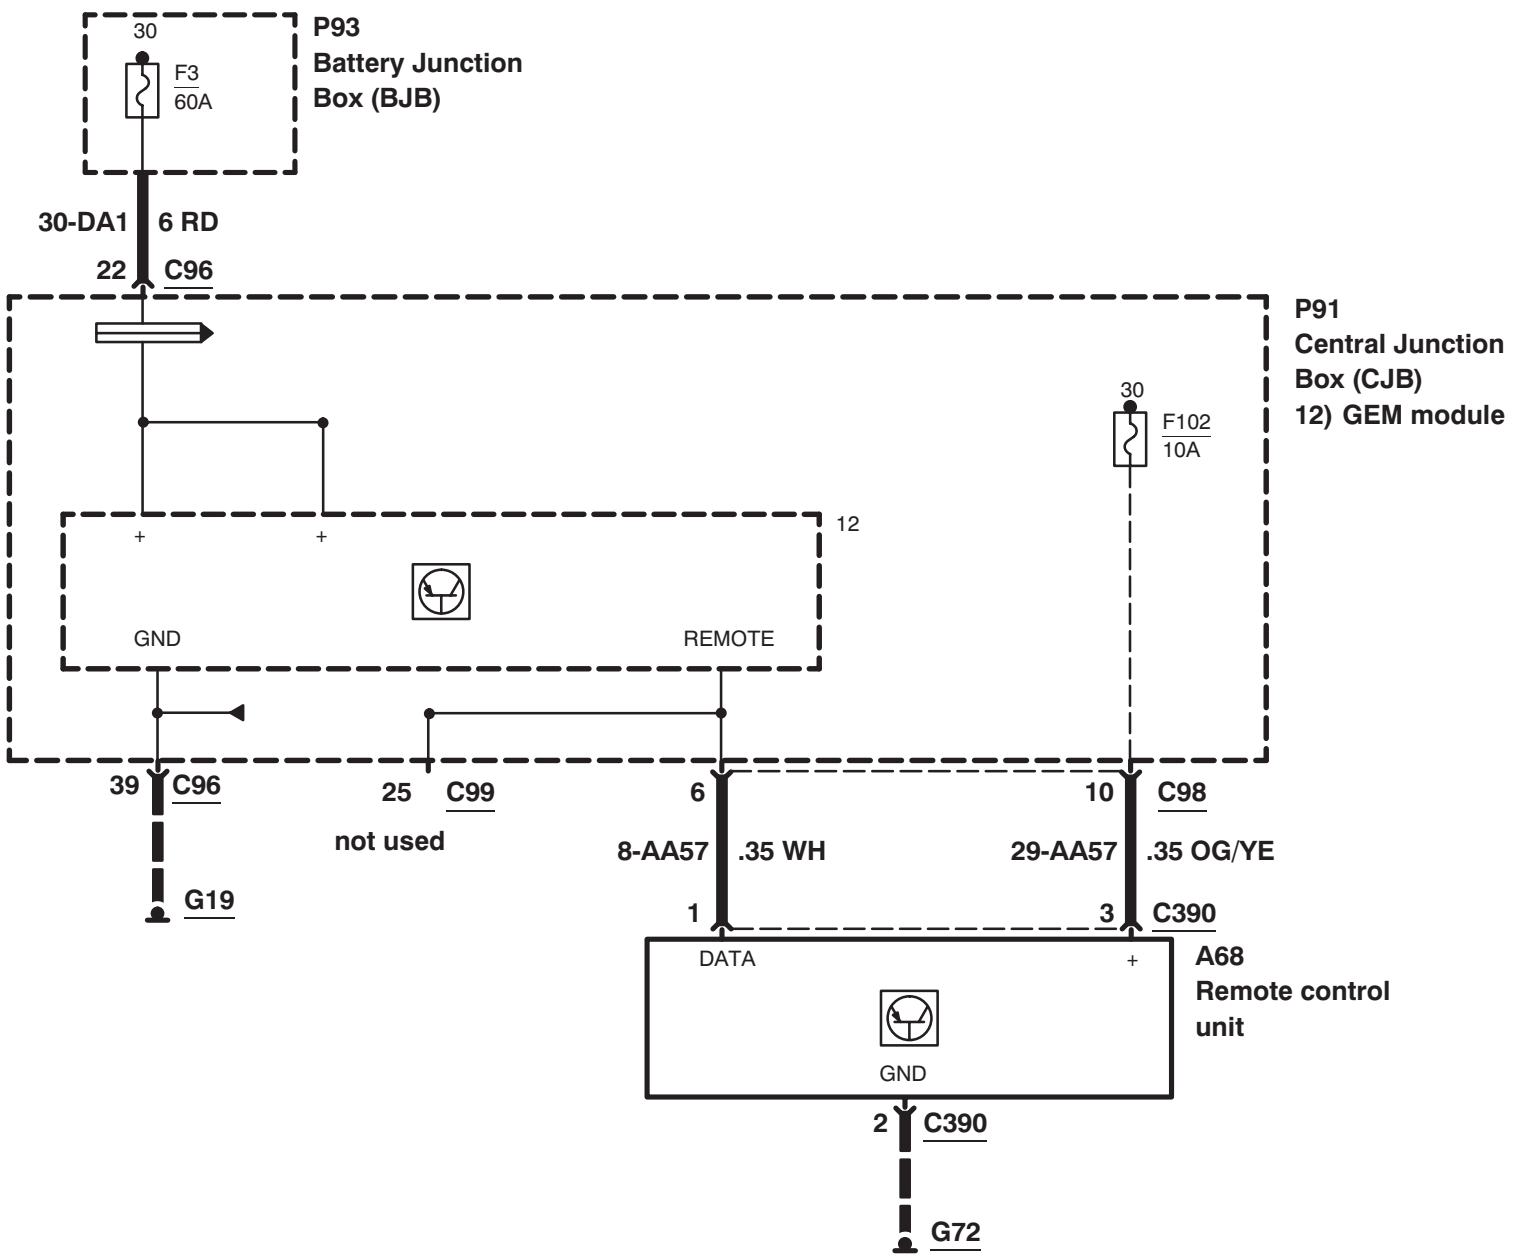 30
P93
Battery Junction
Box (BJB)
F3
60A
30-DA1 6 RD
22 C96
P91
Central Junction
Box (CJB)
12) GEM module
30
F102
10A
12
+ +
GND REMOTE
39 C96 25 C99 6 10 C98
not used
8-AA57 .35 WH 29-AA57 .35 OG/YE
G19
1 3 C390
DATA +
A68
Remote control
unit
GND
2 C390
G72